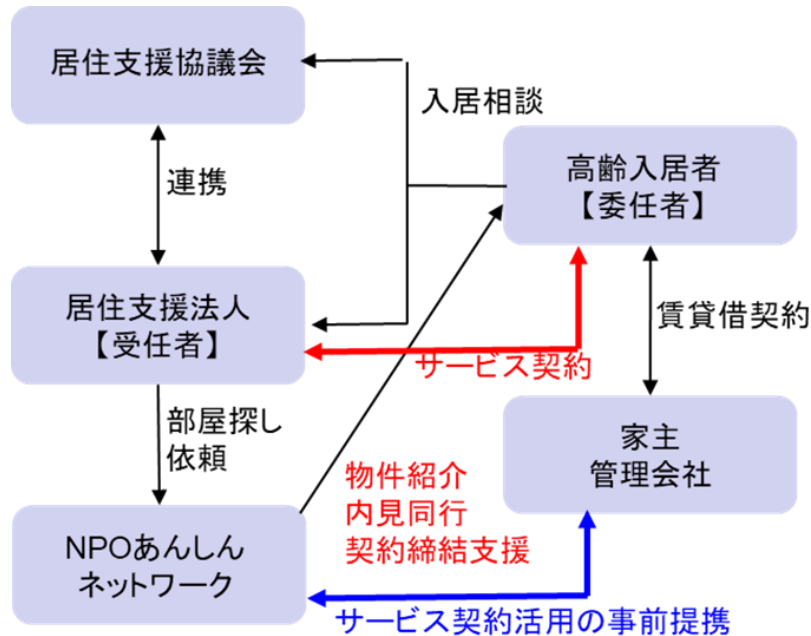 居住支援協議会
入居相談
高齢入居者
【委任者】
連携
居住支援法人
【受任者】
サービス契約
賃貸借契約
部屋探し
依頼
物件紹介
内見同行
契約締結支援
家主
管理会社
NPOあんしん
ネットワーク
サービス契約活用の事前提携